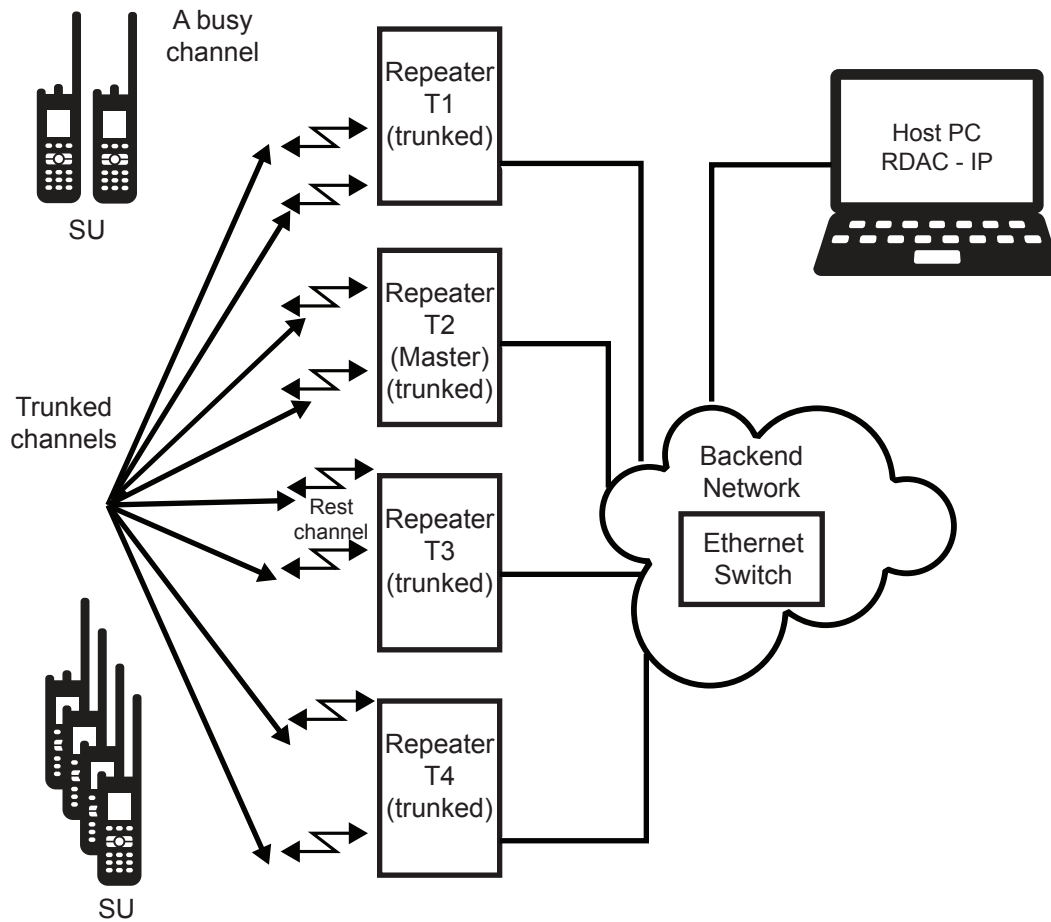 A busy
channel
SU
Repeater
T1
(trunked)
Host PC
RDAC - IP
Repeater
T2
(Master)
(trunked)
Trunked
channels
Rest
channel
Repeater
T3
(trunked)
Backend
Network
Ethernet
Switch
Repeater
T4
(trunked)
SU